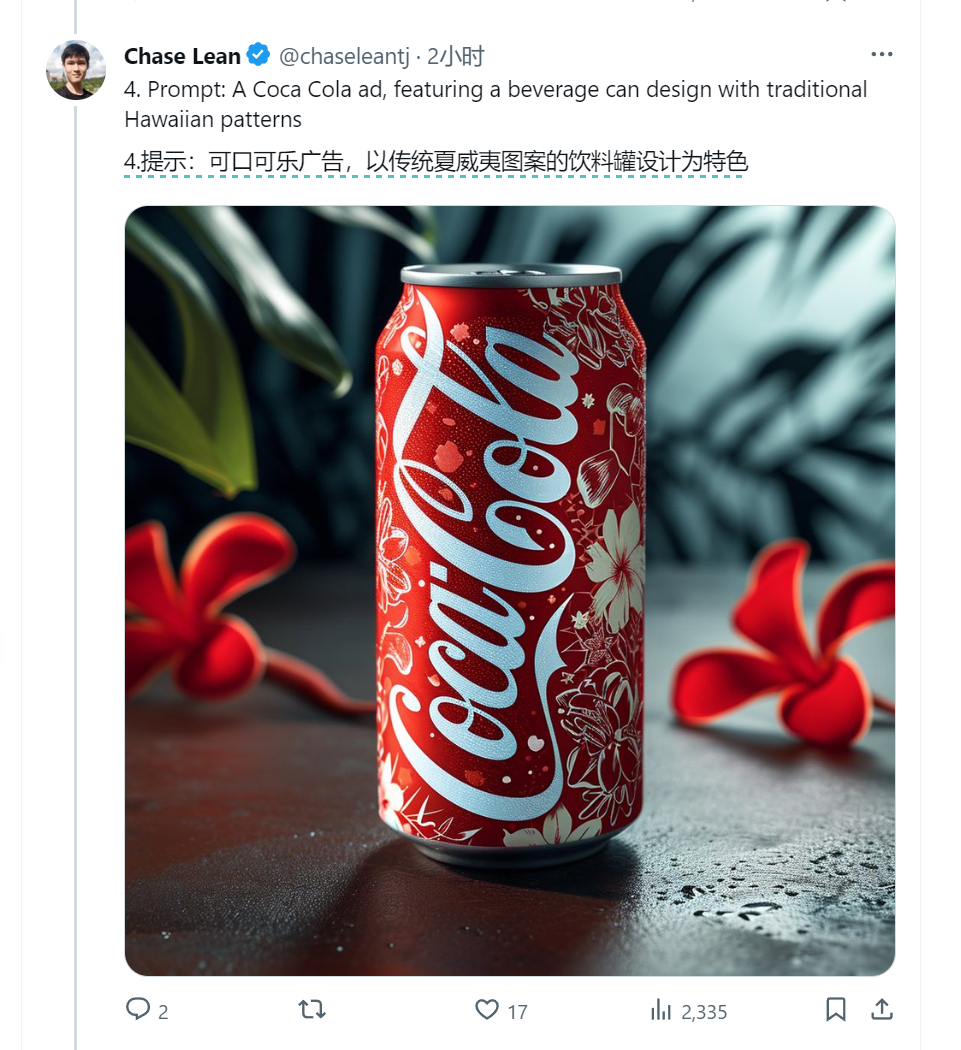 Chase Lean @chaseleantj · 2小时
4. Prompt: A Coca Cola ad, featuring a beverage can design with traditional
Hawaiian patterns
4.提示：可口可乐广告，以传统夏威夷图案的饮料罐设计为特色
Coca-Cola
2 17 2,335